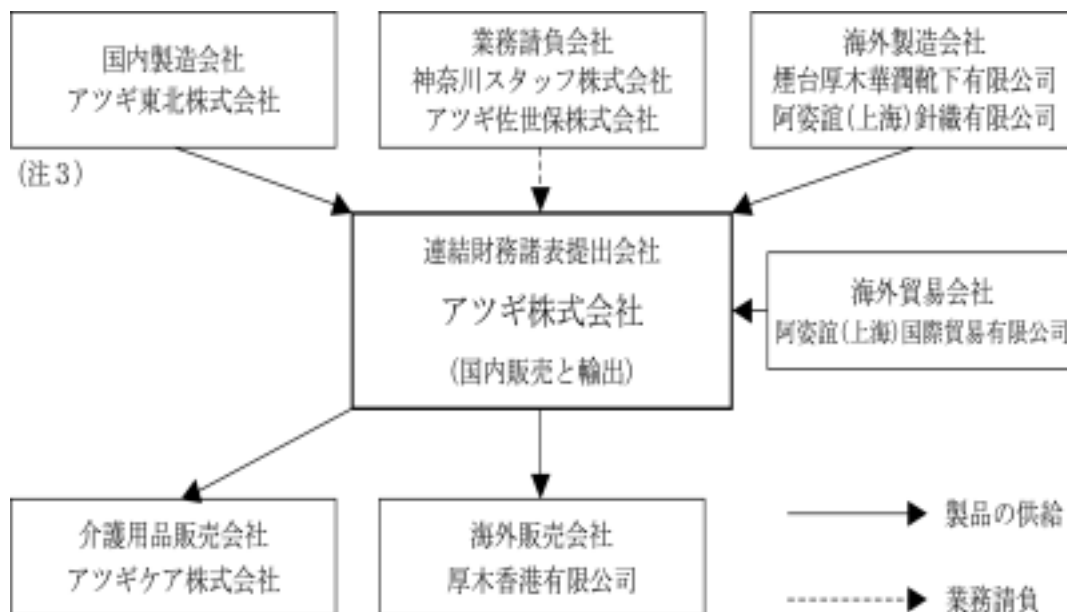 国内製造会社
アツギ東北株式会社
業務請負会社
神奈川スタッフ株式会社
アツギ佐世保株式会社
海外製造会社
煙台厚木華潤靴下有限公司
阿姿誼(上海)針織有限公司
(注3)
連結財務諸表提出会社
アツギ株式会社
(国内販売と輸出)
海外貿易会社
阿姿誼(上海)国際貿易有限公司
介護用品販売会社
アツギケア株式会社
海外販売会社
厚木香港有限公司
製品の供給
業務請負